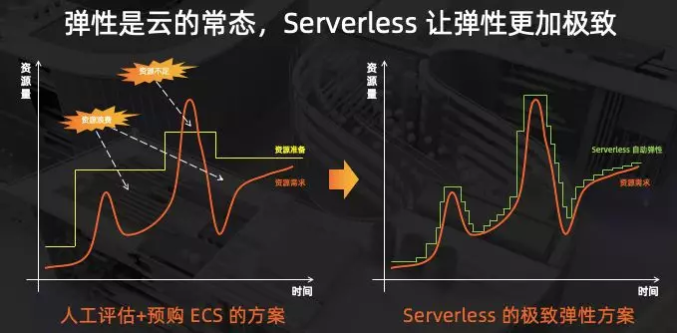 弹性是云的常态，Serverless 让弹性更加极致
资源量
资源不足
资源浪费
资源准备
资源需求
时间
人工评估+预购 ECS 的方案
资源量
Serverless 自助弹性
资源需求
时间
Serverless 的极致弹性方案